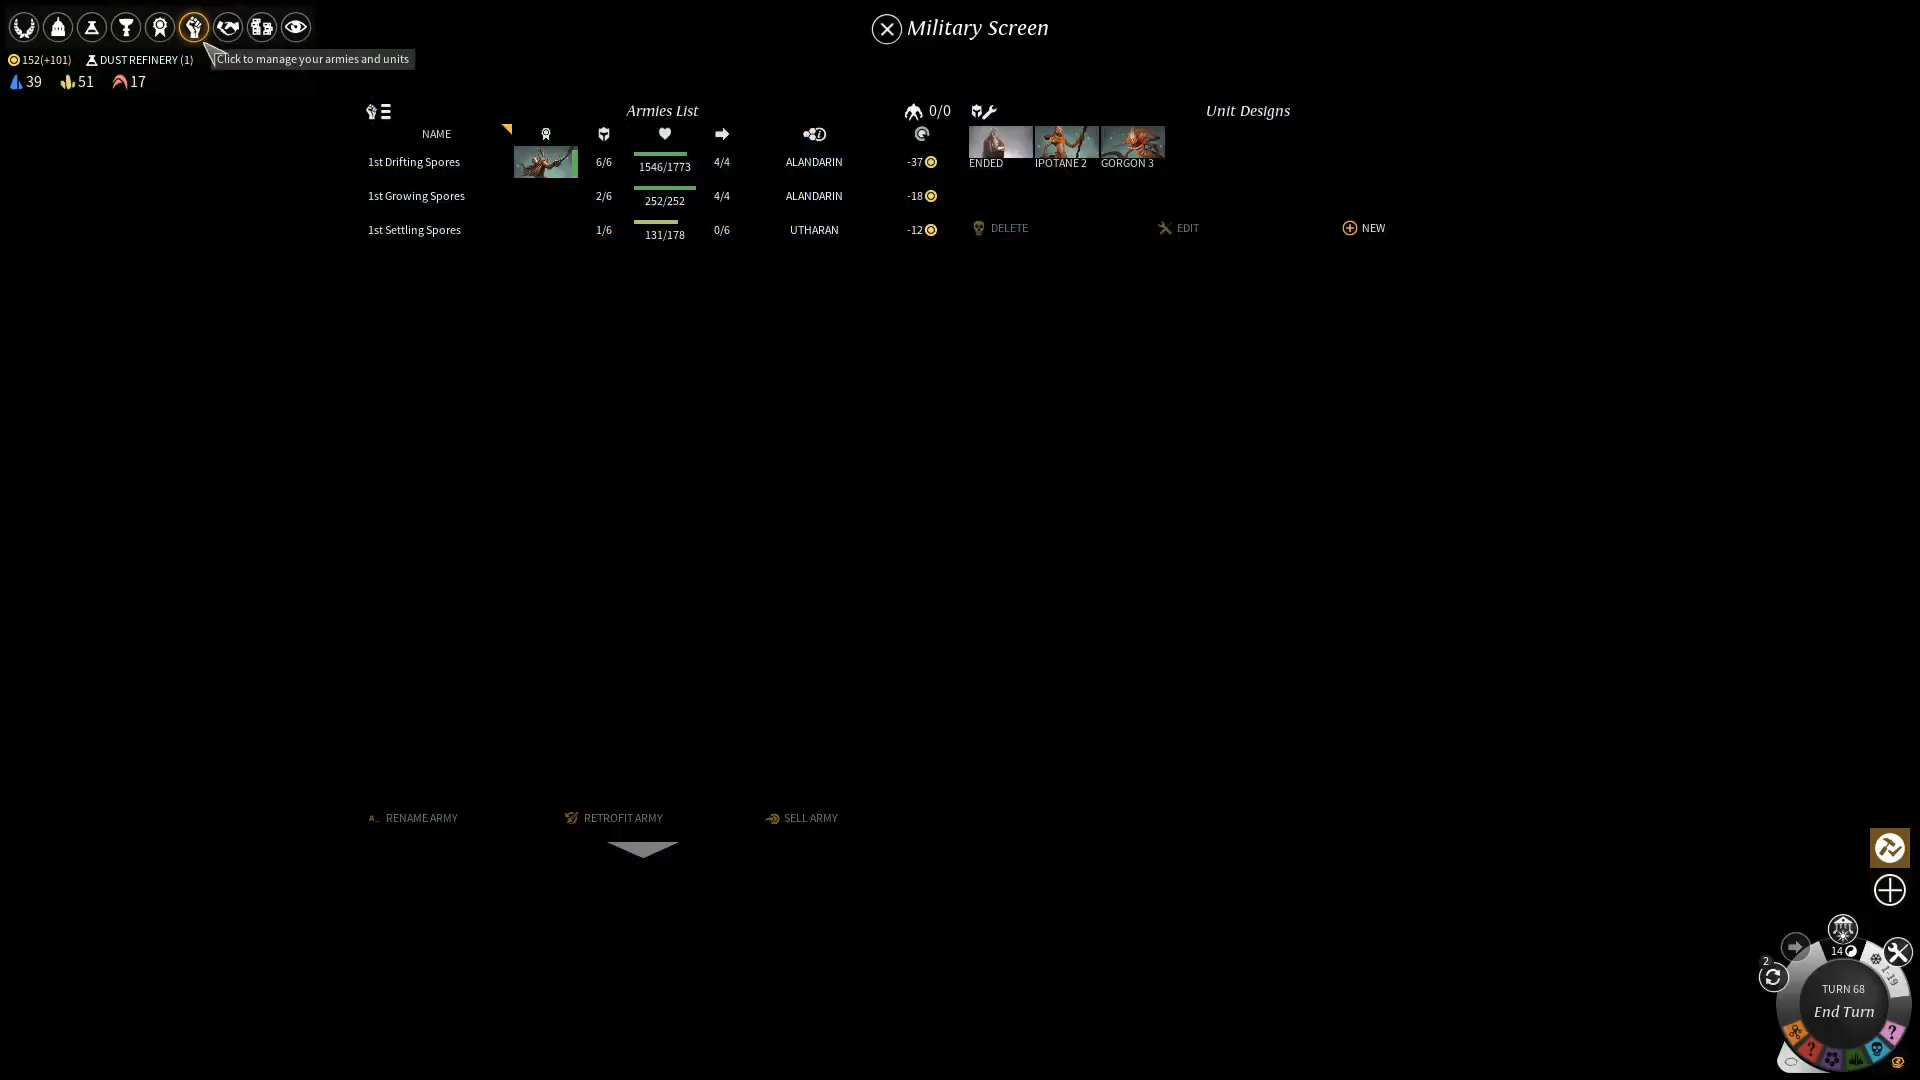 Military Screen
152(+101) DUST REFINERY (1)
Click to manage your armies and units
39 51 17
Armies List 0/0
Unit Designs
NAME
1st Drifting Spores 6/6 1546/1773 4/4 ALANDARIN -37
1st Growing Spores 2/6 252/252 4/4 ALANDARIN -18
1st Settling Spores 1/6 131/178 0/6 UTHARAN -12
ENDED IPOTANE 2 GORGON 3
DELETE EDIT NEW
RENAME ARMY RETROFIT ARMY SELL ARMY
14
2
1-19
TURN 68
End Turn
? ?